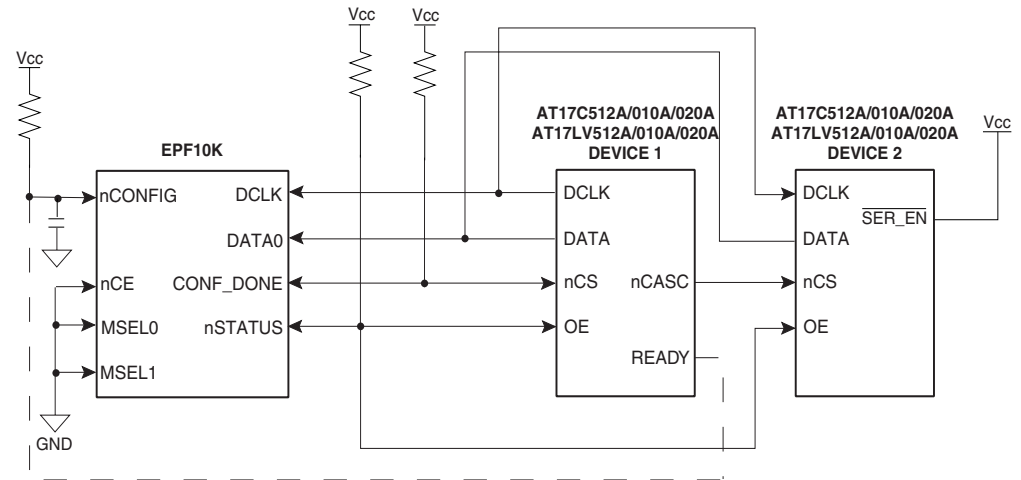 Vcc
Vcc
Vcc
Vcc
EPF10K
nCONFIG
DCLK
DATA0
nCE
CONF_DONE
MSEL0
nSTATUS
MSEL1
GND
AT17C512A/010A/020A
AT17LV512A/010A/020A
DEVICE 1
DCLK
DATA
nCS
nCASC
OE
READY
AT17C512A/010A/020A
AT17LV512A/010A/020A
DEVICE 2
DCLK
SER_EN
DATA
nCS
OE